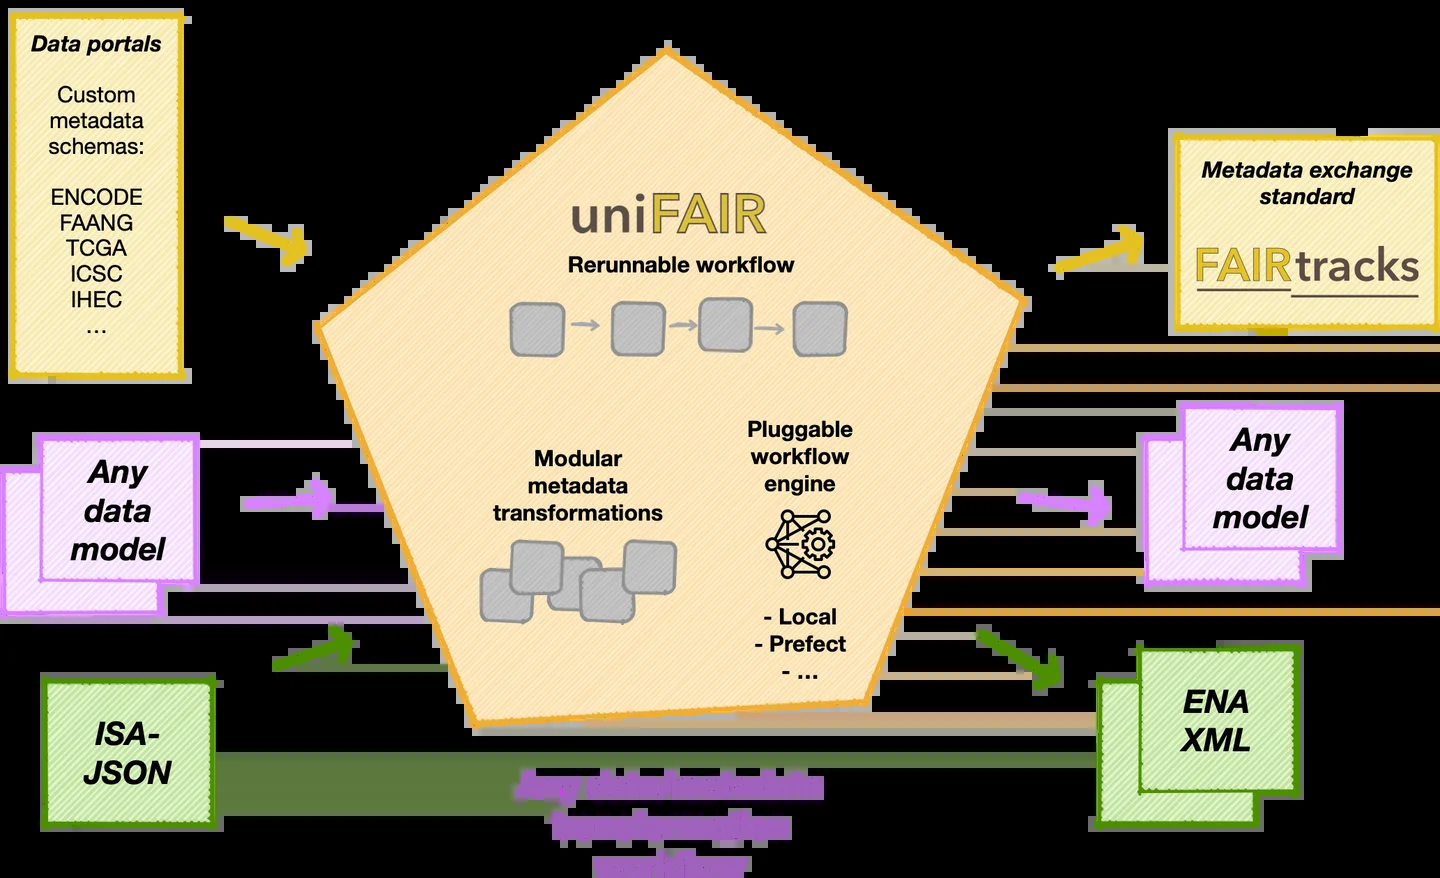 Data portals
Custom
metadata
schemas:
ENCODE
FAANG
TCGA
ICSC
IHEC
...
uniFAIR
Rerunnable workflow
Metadata exchange
standard
FAIRtracks
Any
data
model
Modular
metadata
transformations
Pluggable
workflow
engine
- Local
- Prefect
- ...
Any
data
model
ISA-
JSON
ENA
XML
Any